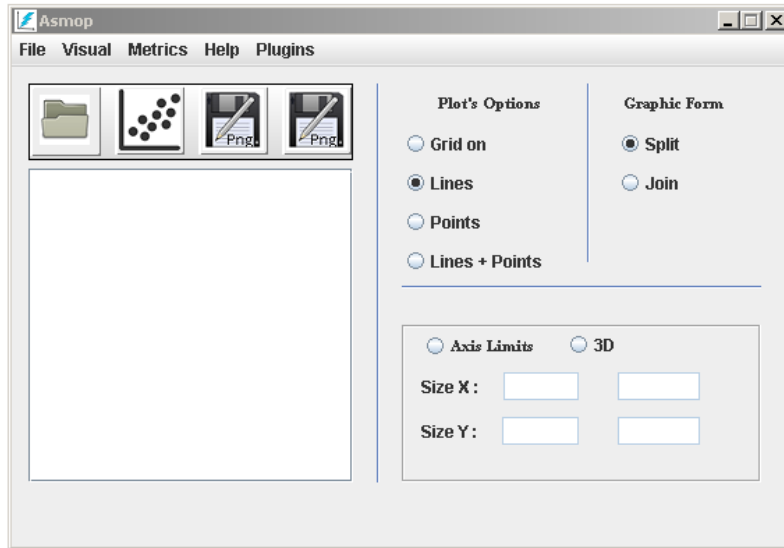 Asmop
File Visual Metrics Help Plugins
Png.
Png.
Plot's Options
Grid on
Lines
Points
Lines + Points
Graphic Form
Split
Join
Axis Limits
3D
Size X :
Size Y :